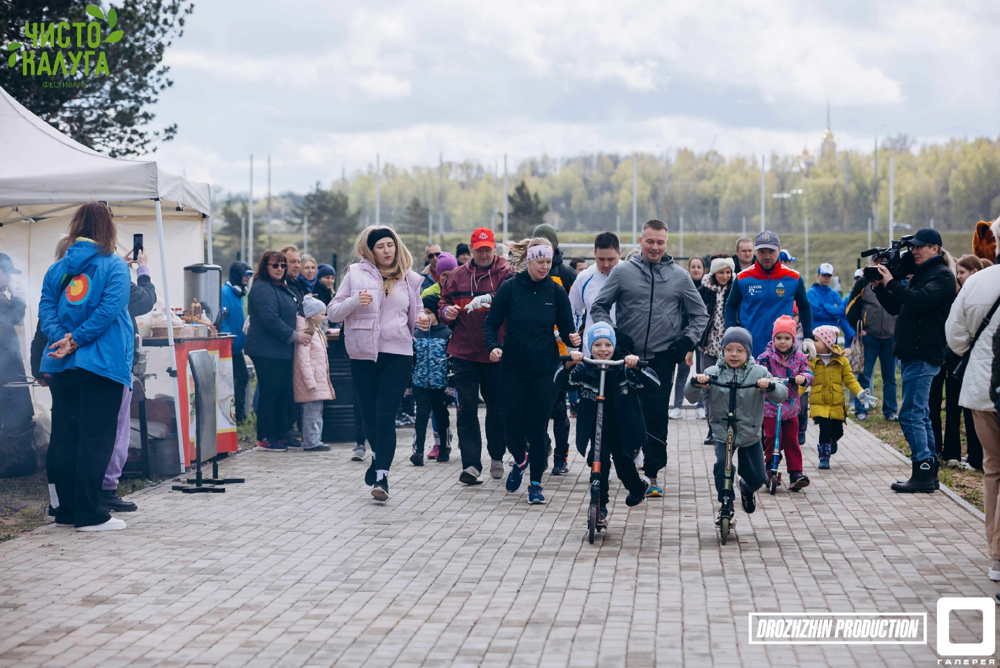 ЧИСТО
КАЛУГА
ФЕСТИВАЛЬ
LUKOIL
DROZHZHIN PRODUCTION
ГАЛЕРЕЯ